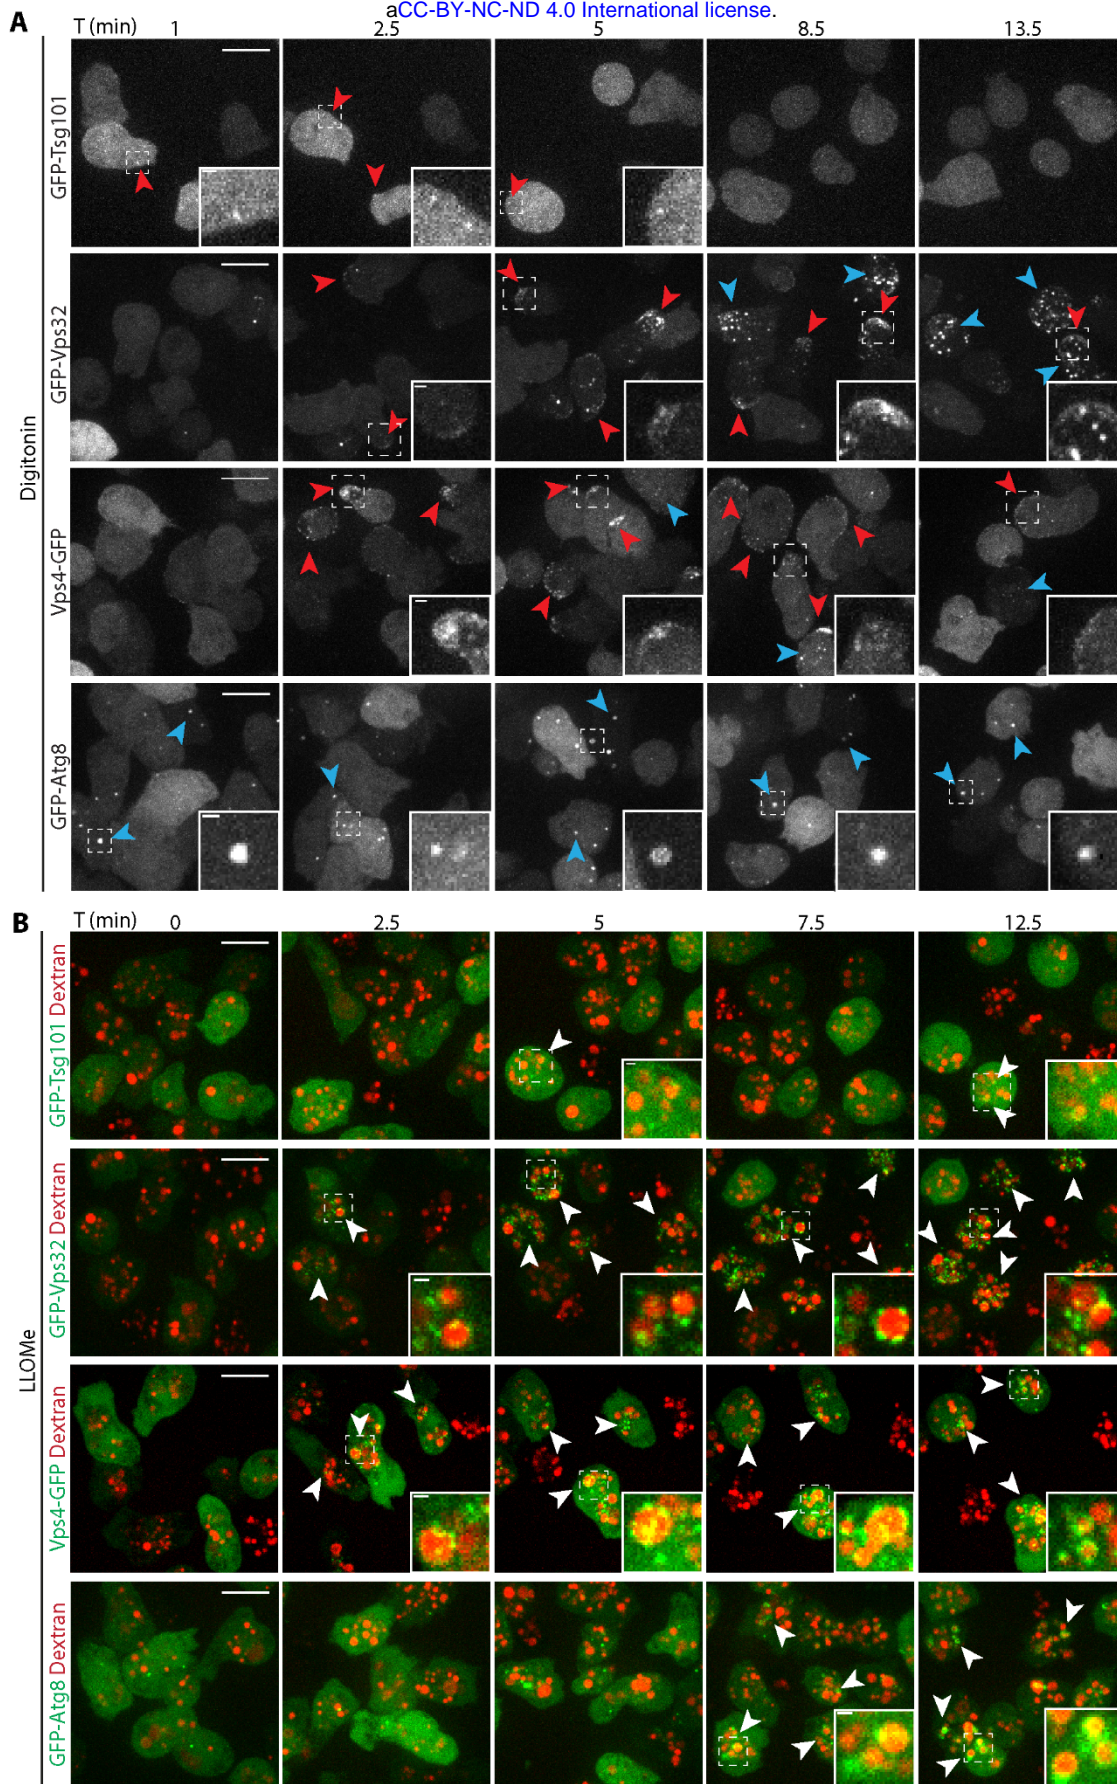 aCC-BY-NC-ND 4.0 International license.
A
T (min) 1 2.5 5 8.5 13.5
Digitonin
GFP-Tsg101
GFP-Vps32
Vps4-GFP
GFP-Atg8
B
T (min) 0 2.5 5 7.5 12.5
LLOMe
GFP-Tsg101 Dextran
GFP-Vps32 Dextran
Vps4-GFP Dextran
GFP-Atg8 Dextran